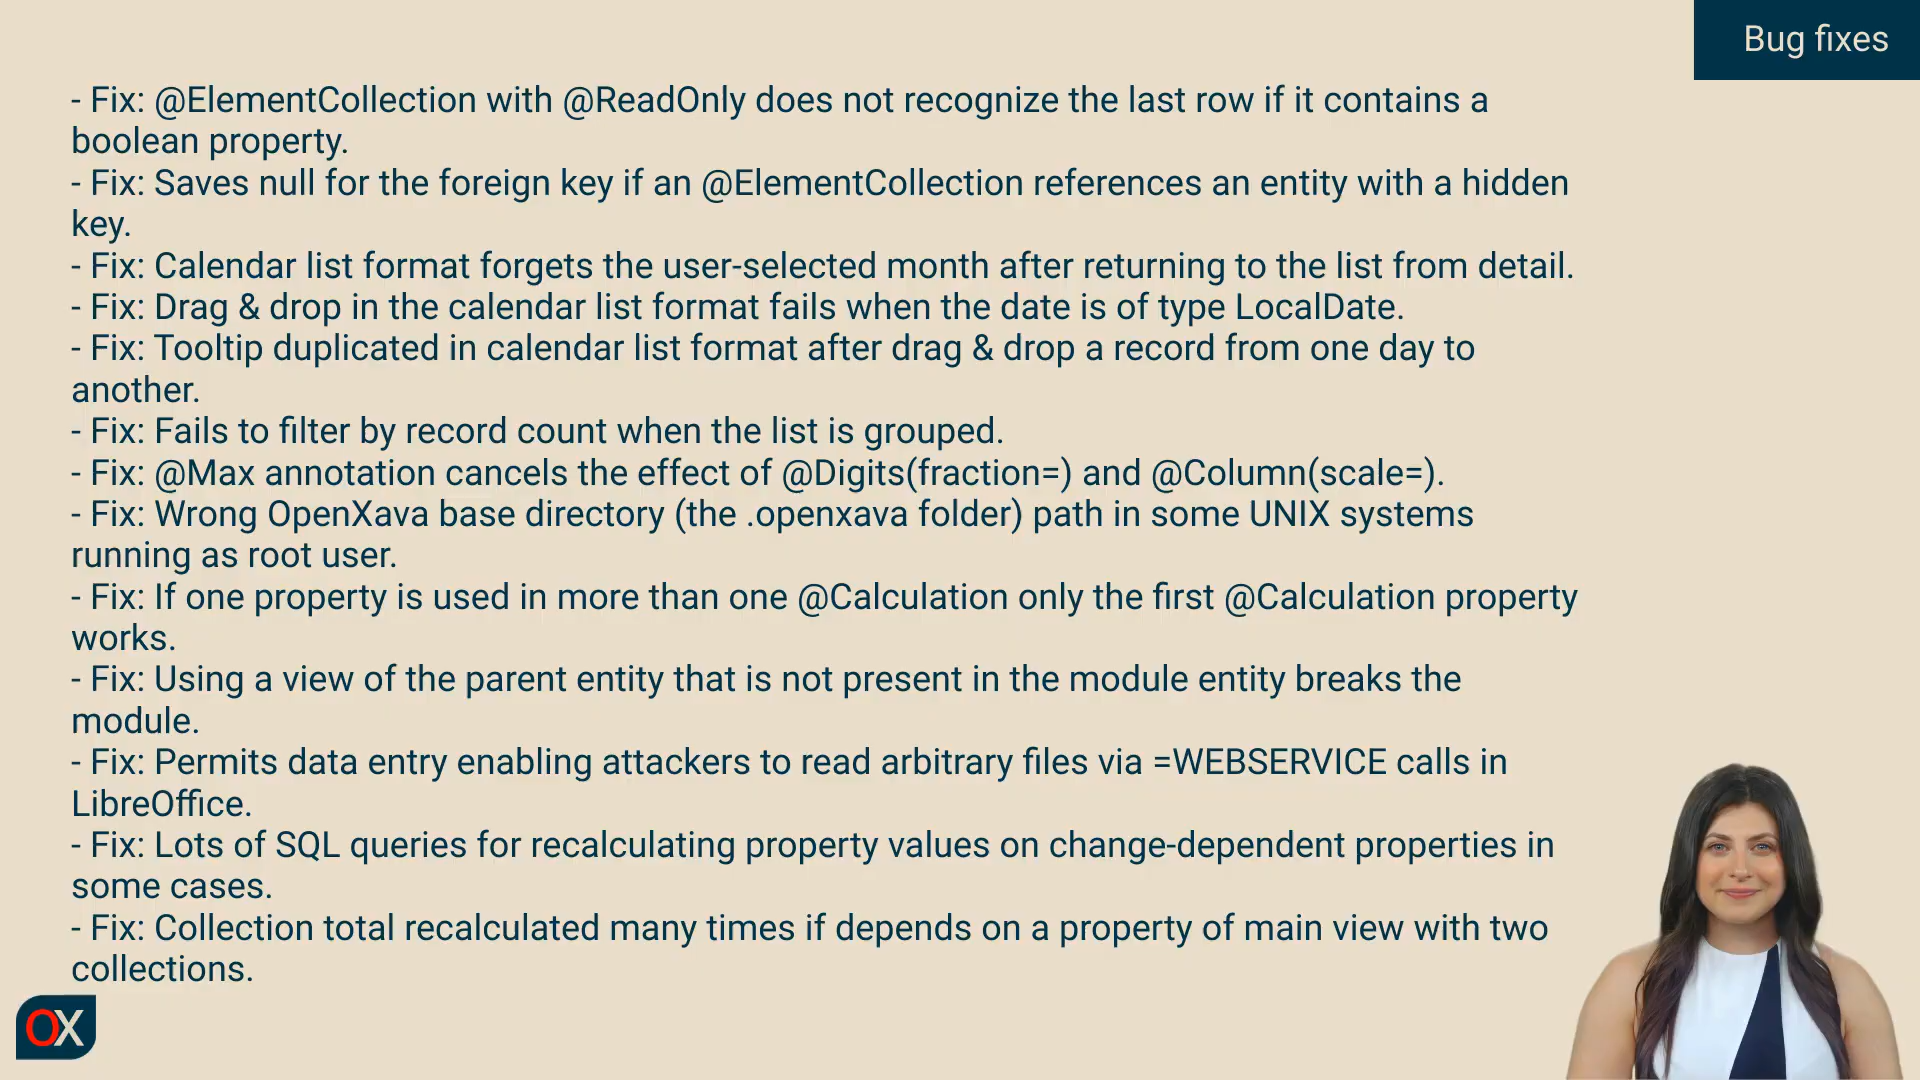 Bug fixes
- Fix: @ElementCollection with @ReadOnly does not recognize the last row if it contains a
boolean property.
- Fix: Saves null for the foreign key if an @ElementCollection references an entity with a hidden
key.
- Fix: Calendar list format forgets the user-selected month after returning to the list from detail.
- Fix: Drag & drop in the calendar list format fails when the date is of type LocalDate.
- Fix: Tooltip duplicated in calendar list format after drag & drop a record from one day to
another.
- Fix: Fails to filter by record count when the list is grouped.
- Fix: @Max annotation cancels the effect of @Digits(fraction=) and @Column(scale=).
- Fix: Wrong OpenXava base directory (the .openxava folder) path in some UNIX systems
running as root user.
- Fix: If one property is used in more than one @Calculation only the first @Calculation property
works.
- Fix: Using a view of the parent entity that is not present in the module entity breaks the
module.
- Fix: Permits data entry enabling attackers to read arbitrary files via =WEBSERVICE calls in
LibreOffice.
- Fix: Lots of SQL queries for recalculating property values on change-dependent properties in
some cases.
- Fix: Collection total recalculated many times if depends on a property of main view with two
collections.
OX